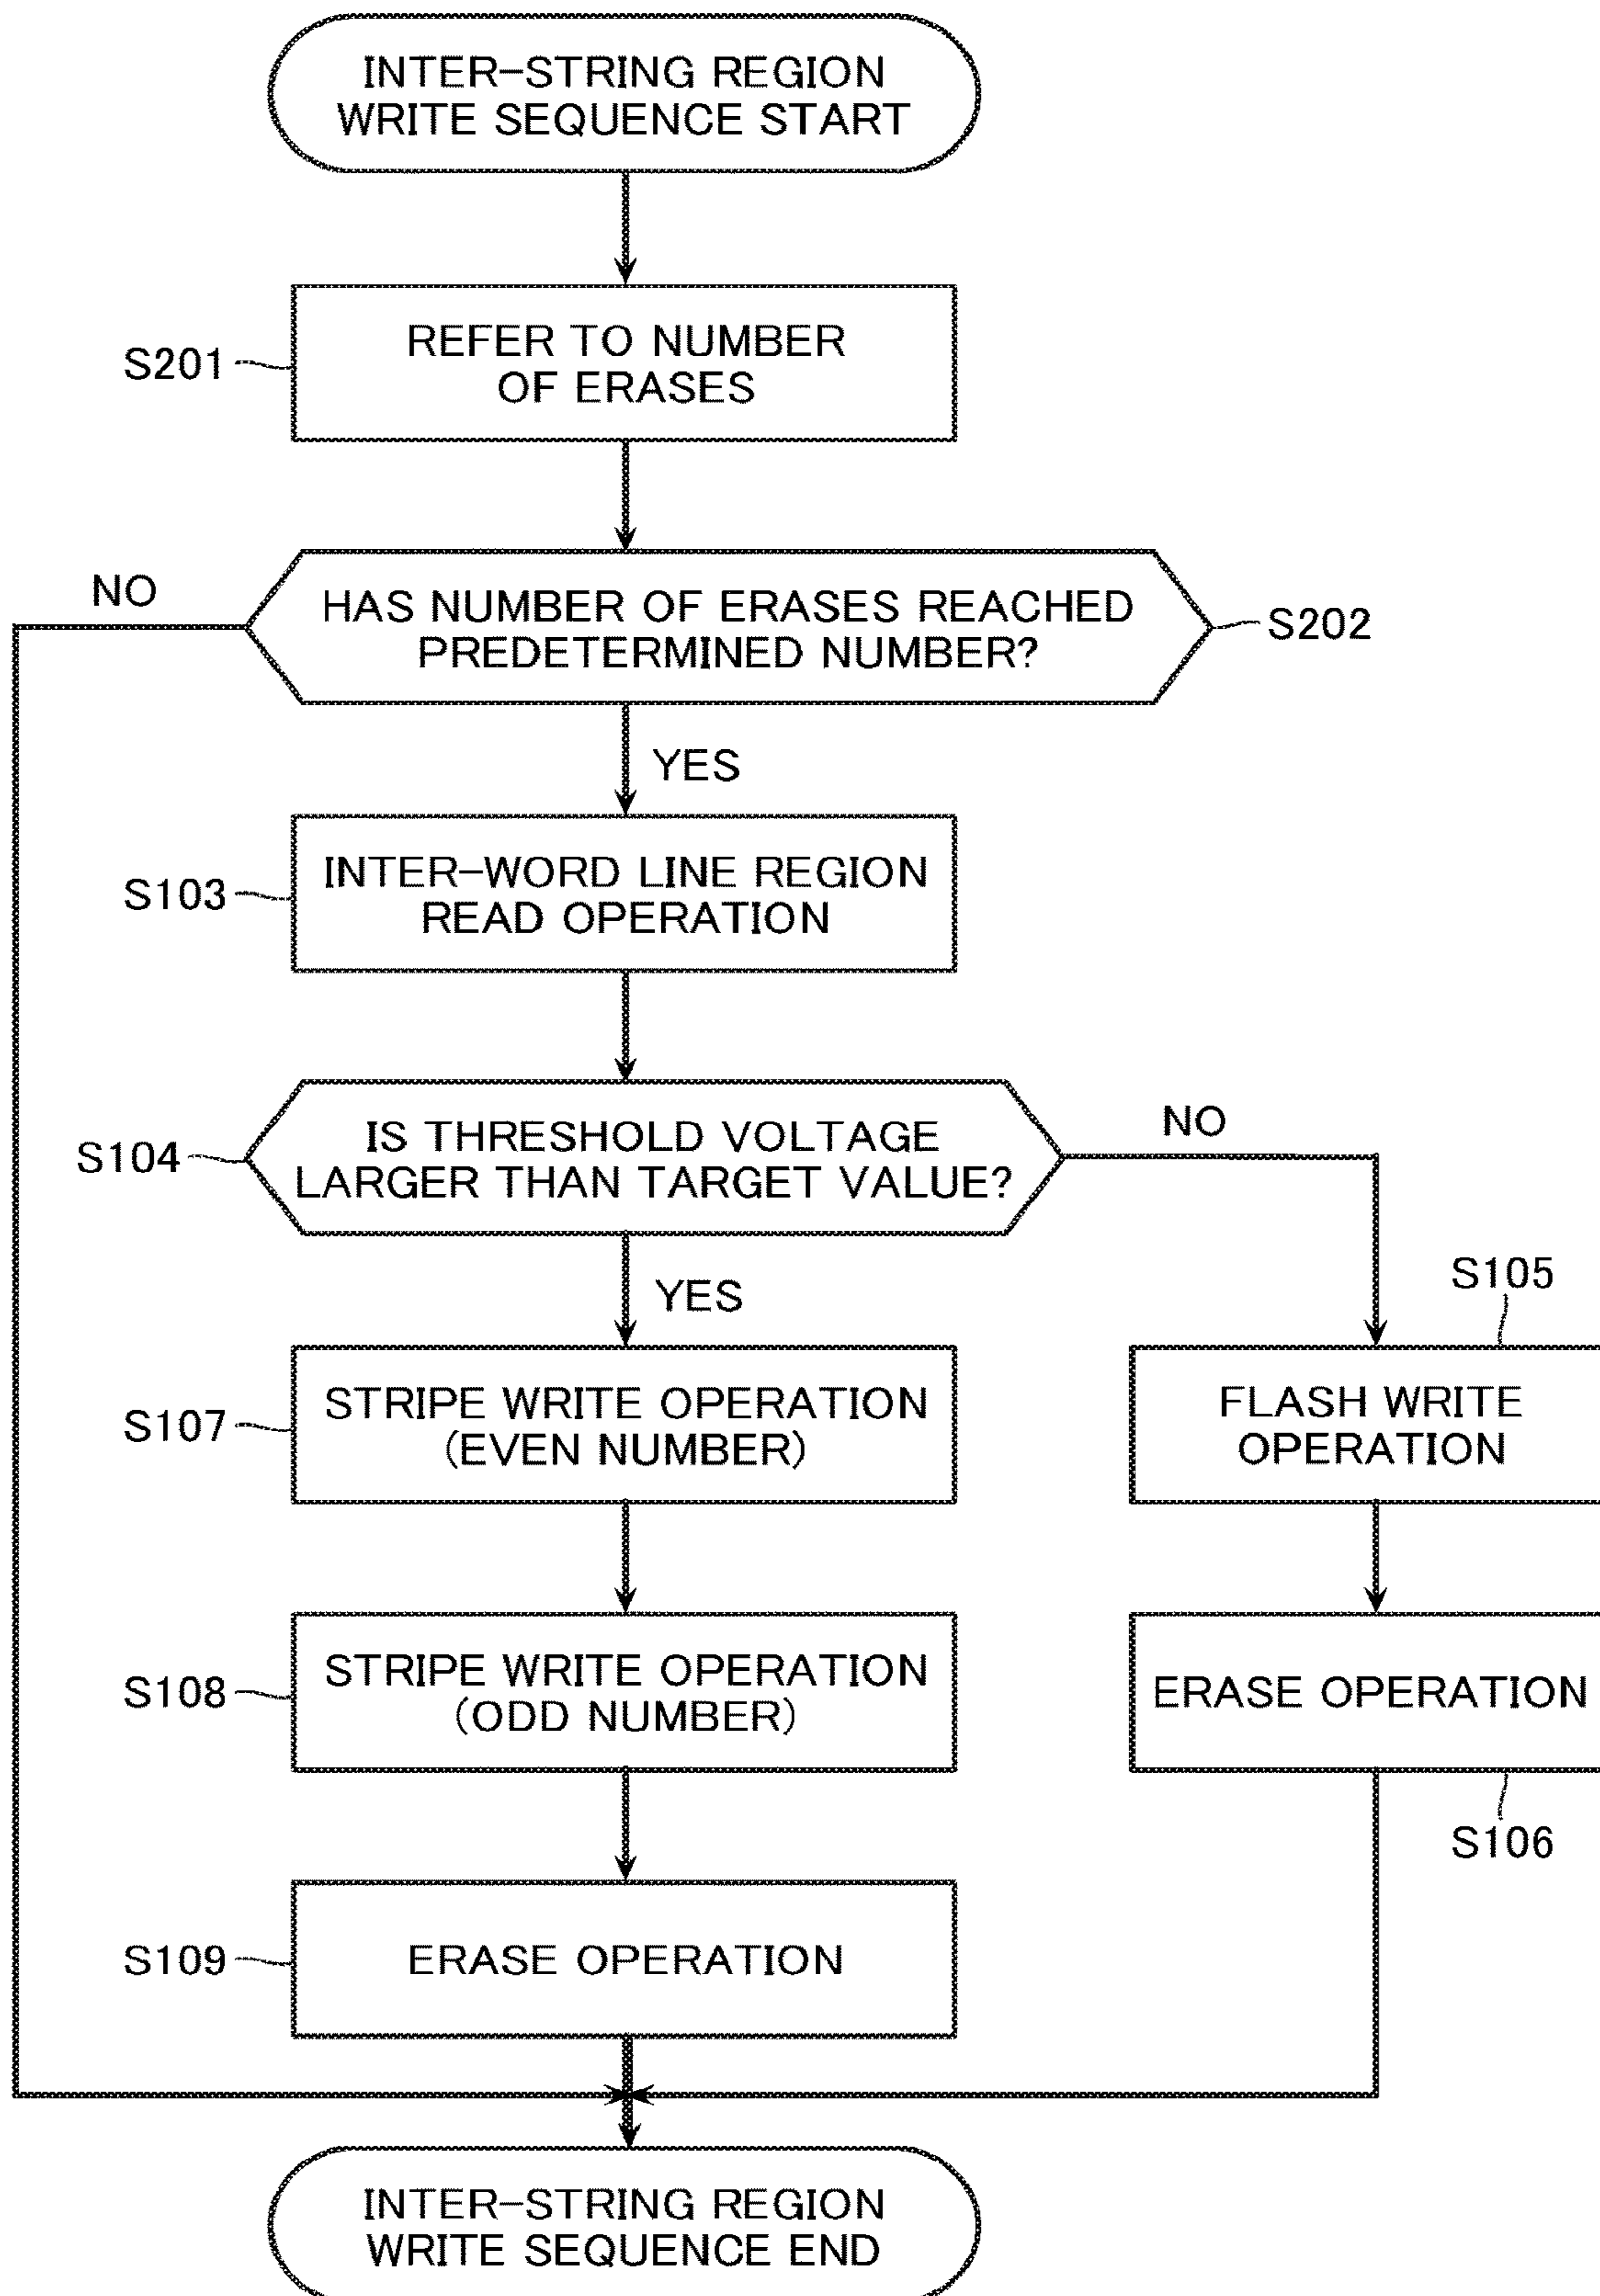 INTER-STRING REGION
WRITE SEQUENCE START
S201
REFER TO NUMBER
OF ERASES
NO
HAS NUMBER OF ERASES REACHED
PREDETERMINED NUMBER?
S202
YES
S103
INTER-WORD LINE REGION
READ OPERATION
S104
IS THRESHOLD VOLTAGE
LARGER THAN TARGET VALUE?
NO
YES
S105
S107
STRIPE WRITE OPERATION
(EVEN NUMBER)
FLASH WRITE
OPERATION
S108
STRIPE WRITE OPERATION
(ODD NUMBER)
ERASE OPERATION
S106
S109
ERASE OPERATION
INTER-STRING REGION
WRITE SEQUENCE END